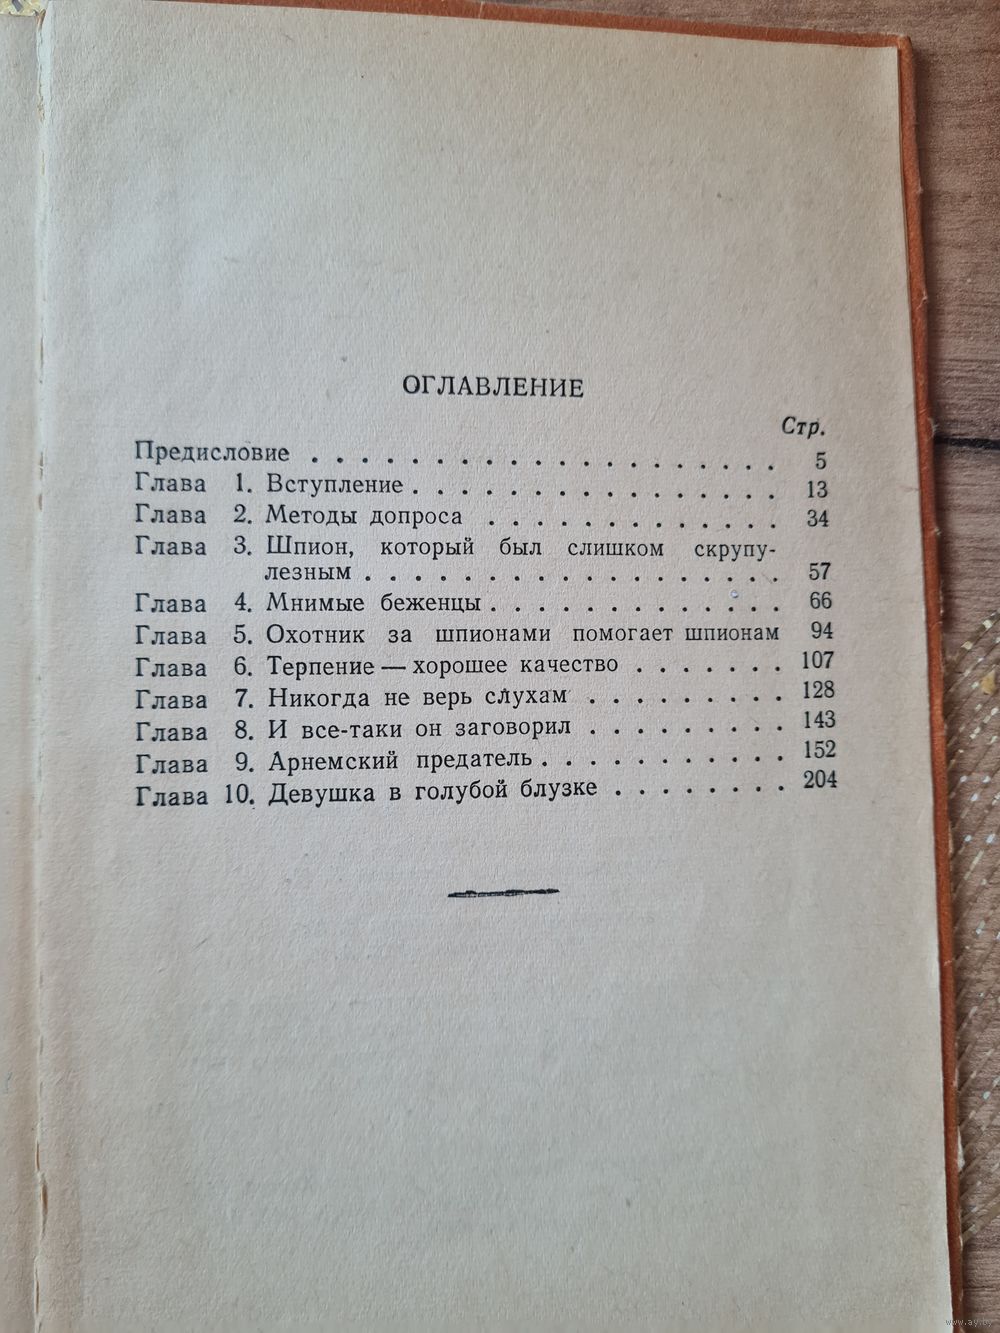 ОГЛАВЛЕНИЕ
Стр.
Предисловие . . . . . . . . . . . . . . . . . . . 5
Глава 1. Вступление . . . . . . . . . . . . . . . 13
Глава 2. Методы допроса . . . . . . . . . . . . 34
Глава 3. Шпион, который был слишком скрупу-
лезным . . . . . . . . . . . . . . . . . 57
Глава 4. Мнимые беженцы . . . . . . . . . . . . 66
Глава 5. Охотник за шпионами помогает шпионам 94
Глава 6. Терпение — хорошее качество . . . . . . . 107
Глава 7. Никогда не верь слухам . . . . . . . . 128
Глава 8. И все-таки он заговорил . . . . . . . . 143
Глава 9. Арнемский предатель . . . . . . . . . . 152
Глава 10. Девушка в голубой блузке . . . . . . . 204
www.ay.by